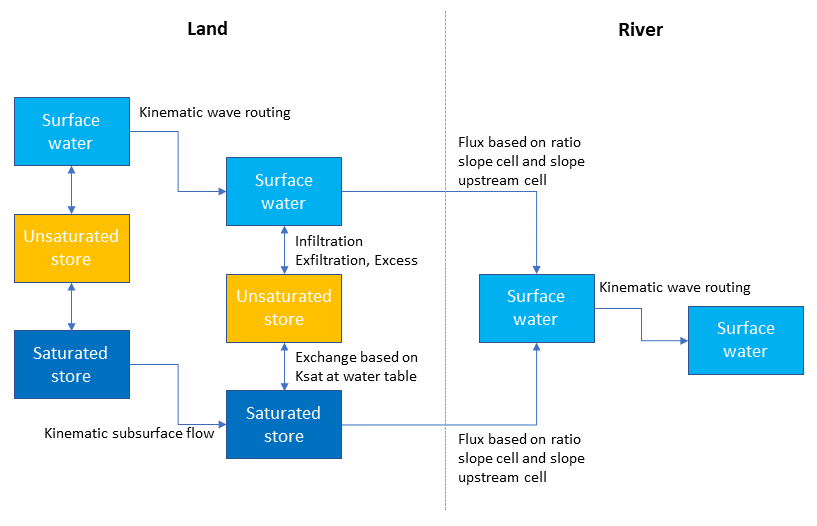 Land
River
Surface
water
Kinematic wave routing
Unsaturated
store
Saturated
store
Kinematic subsurface flow
Surface
water
Infiltration
Exfiltration, Excess
Unsaturated
store
Exchange based on
Ksat at water table
Saturated
store
Flux based on ratio
slope cell and slope
upstream cell
Surface
water
Kinematic wave routing
Surface
water
Flux based on ratio
slope cell and slope
upstream cell